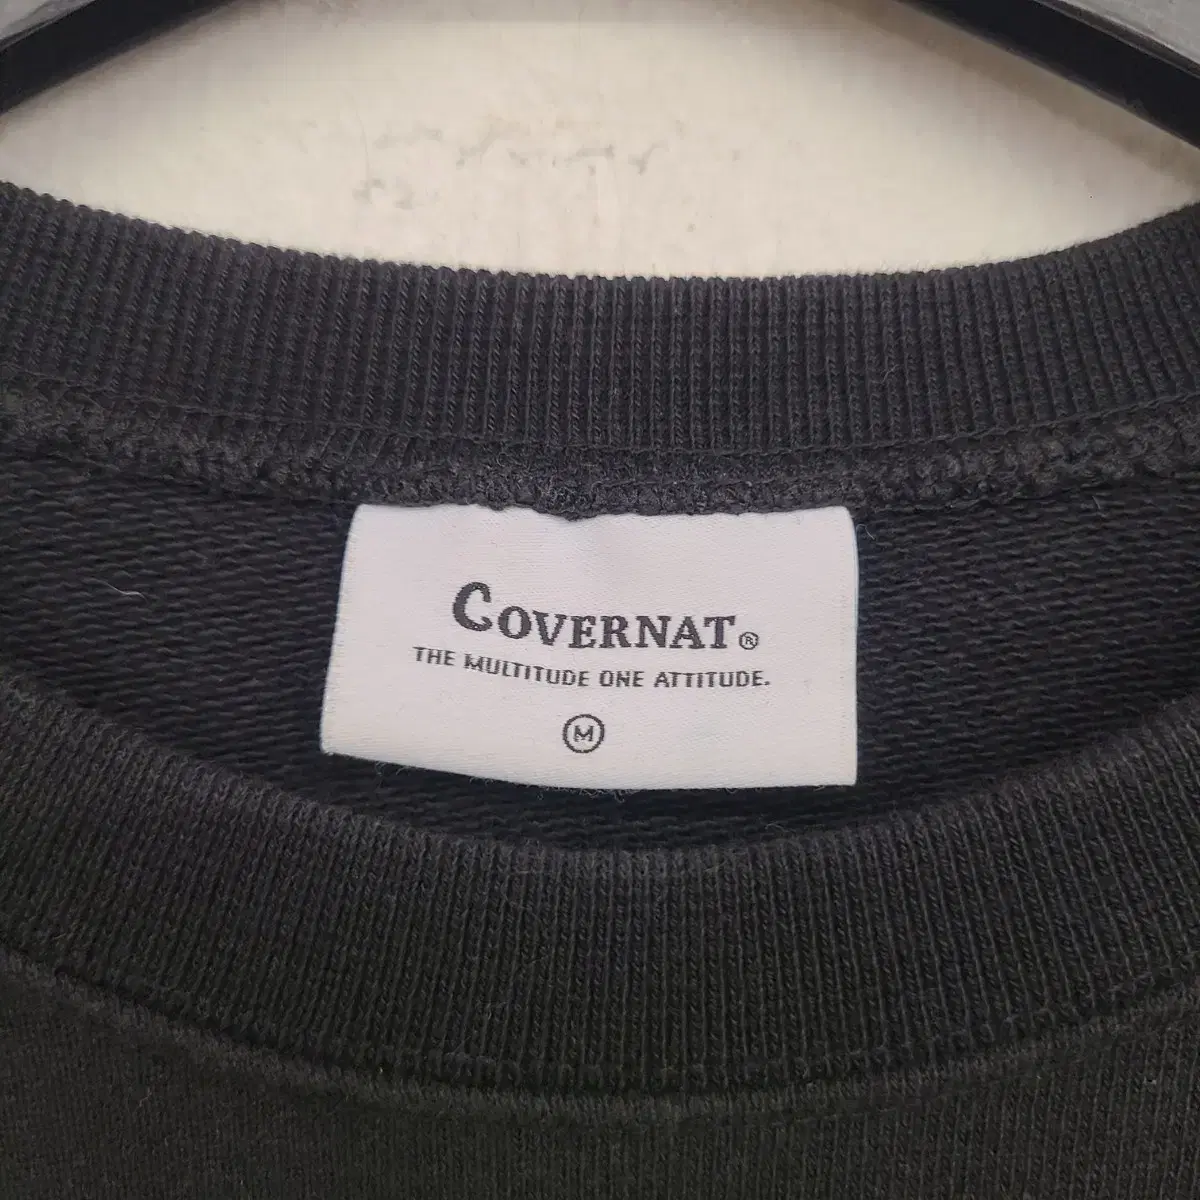 COVERNAT®
THE MULTITUDE ONE ATTITUDE.
M